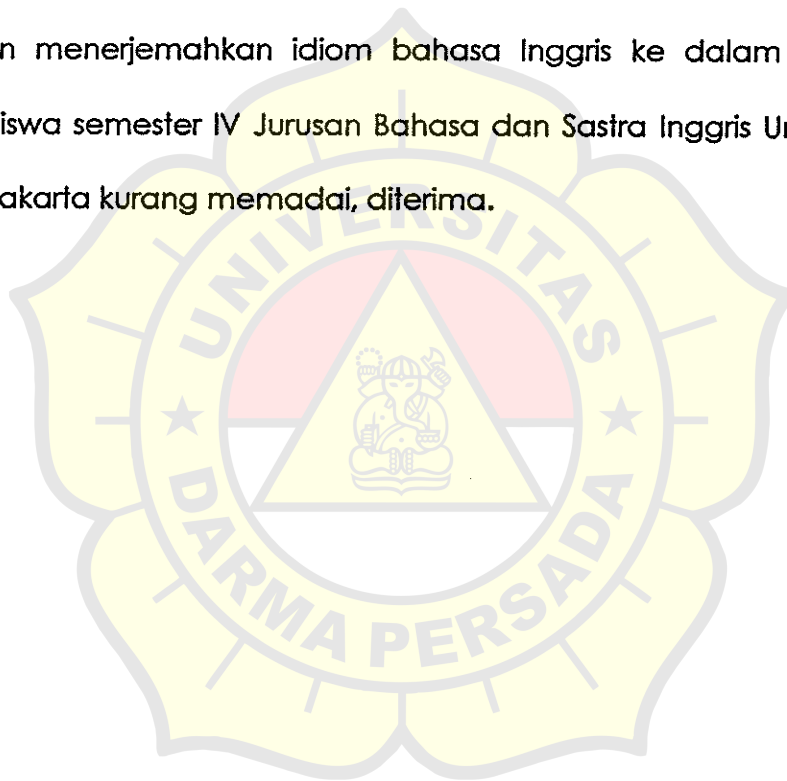 n menerjemahkan idiom bahasa Inggris ke dalam
iswa semester IV Jurusan Bahasa dan Sastra Inggris Un
akarta kurang memadai, diterima.
UNIVERSITAS
DARMA PERSADA